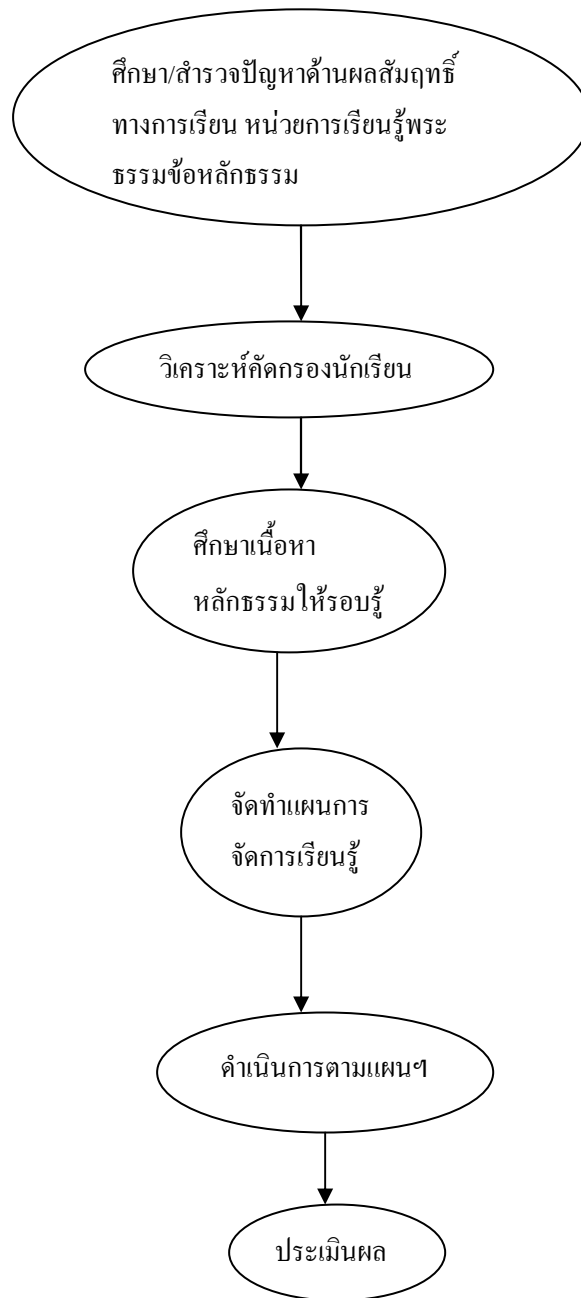 ศึกษา/สำรวจปัญหาด้านผลสัมฤทธิ์
ทางการเรียน หน่วยการเรียนรู้พระ
ธรรมข้อหลักธรรม
วิเคราะห์คัดกรองนักเรียน
ศึกษาเนื้อหา
หลักธรรมให้รอบรู้
จัดทำแผนการ
จัดการเรียนรู้
ดำเนินการตามแผนฯ
ประเมินผล